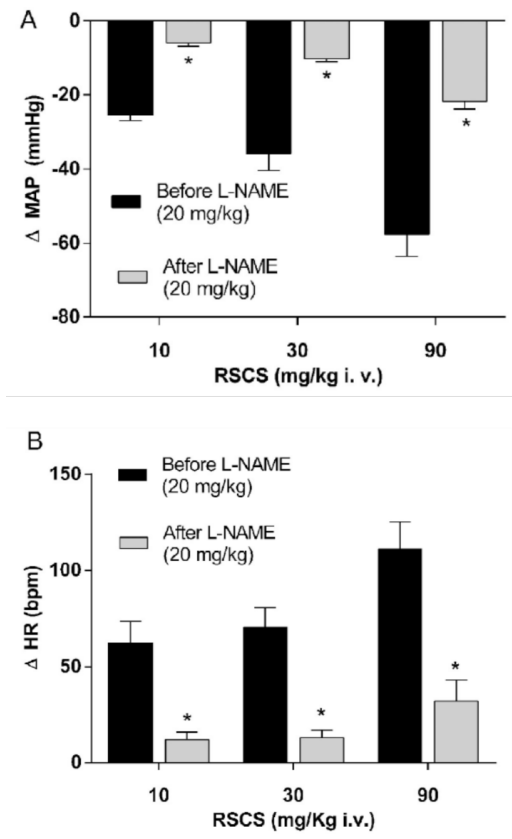 A
0
-20
-40
-60
-80
Δ MAP (mmHg)
*
*
*
Before L-NAME
(20 mg/kg)
After L-NAME
(20 mg/kg)
10 30 90
RSCS (mg/kg i. v.)
B
150
100
50
0
Δ HR (bpm)
Before L-NAME
(20 mg/kg)
After L-NAME
(20 mg/kg)
*
*
*
10 30 90
RSCS (mg/Kg i.v.)